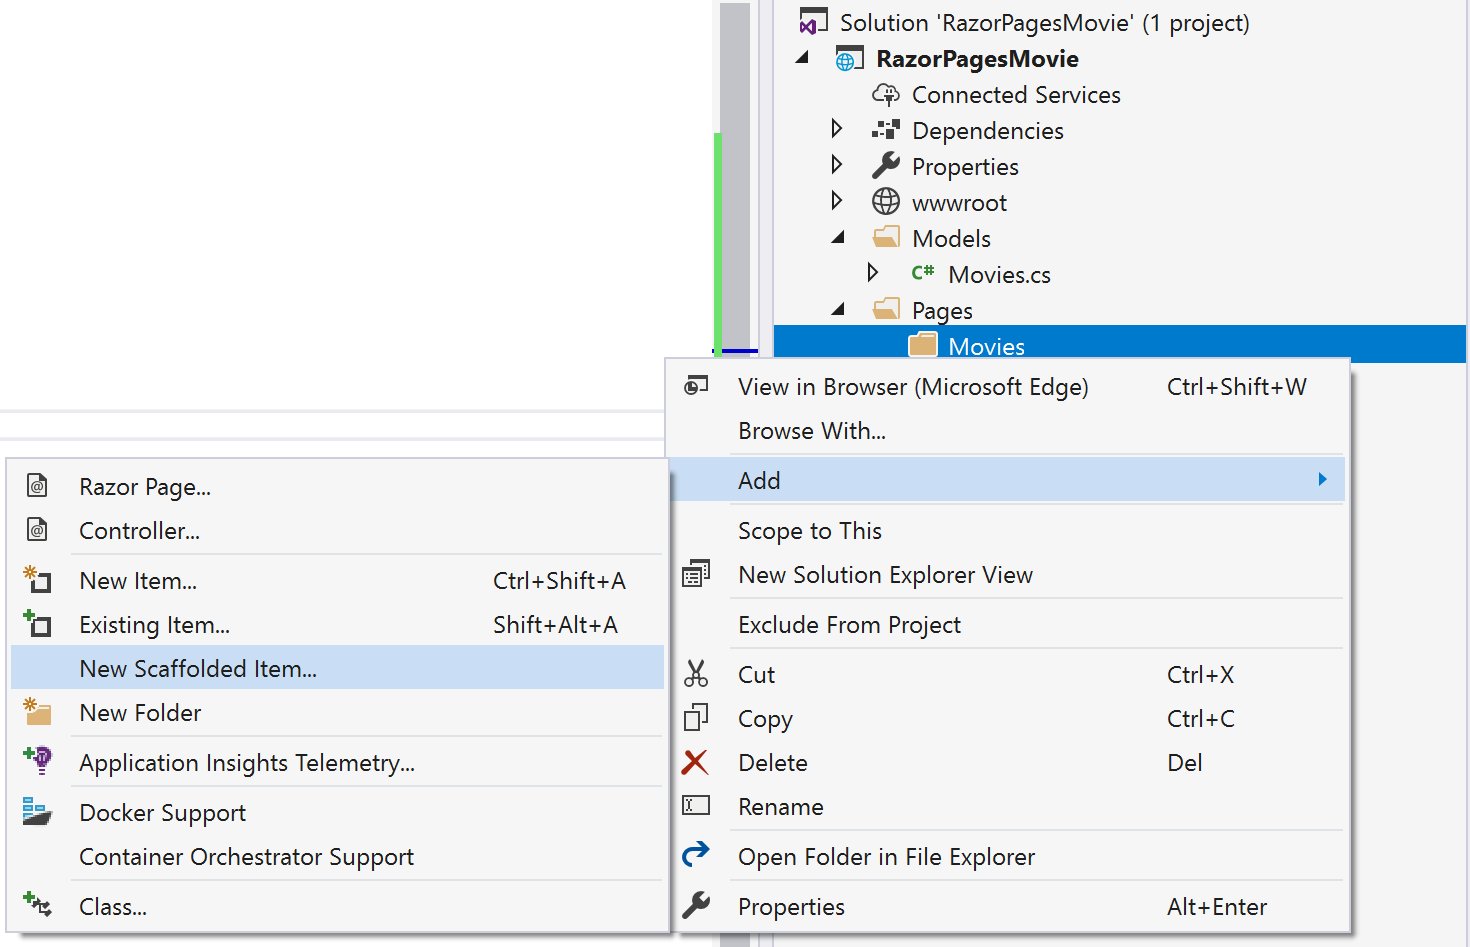 Solution 'RazorPagesMovie' (1 project)
RazorPagesMovie
Connected Services
Dependencies
Properties
wwwroot
Models
C# Movies.cs
Pages
Movies
View in Browser (Microsoft Edge) Ctrl+Shift+W
Browse With...
Add
Scope to This
New Solution Explorer View
Exclude From Project
Cut Ctrl+X
Copy Ctrl+C
Delete Del
Rename
Open Folder in File Explorer
Properties Alt+Enter
Razor Page...
Controller...
New Item... Ctrl+Shift+A
Existing Item... Shift+Alt+A
New Scaffolded Item...
New Folder
Application Insights Telemetry...
Docker Support
Container Orchestrator Support
Class...